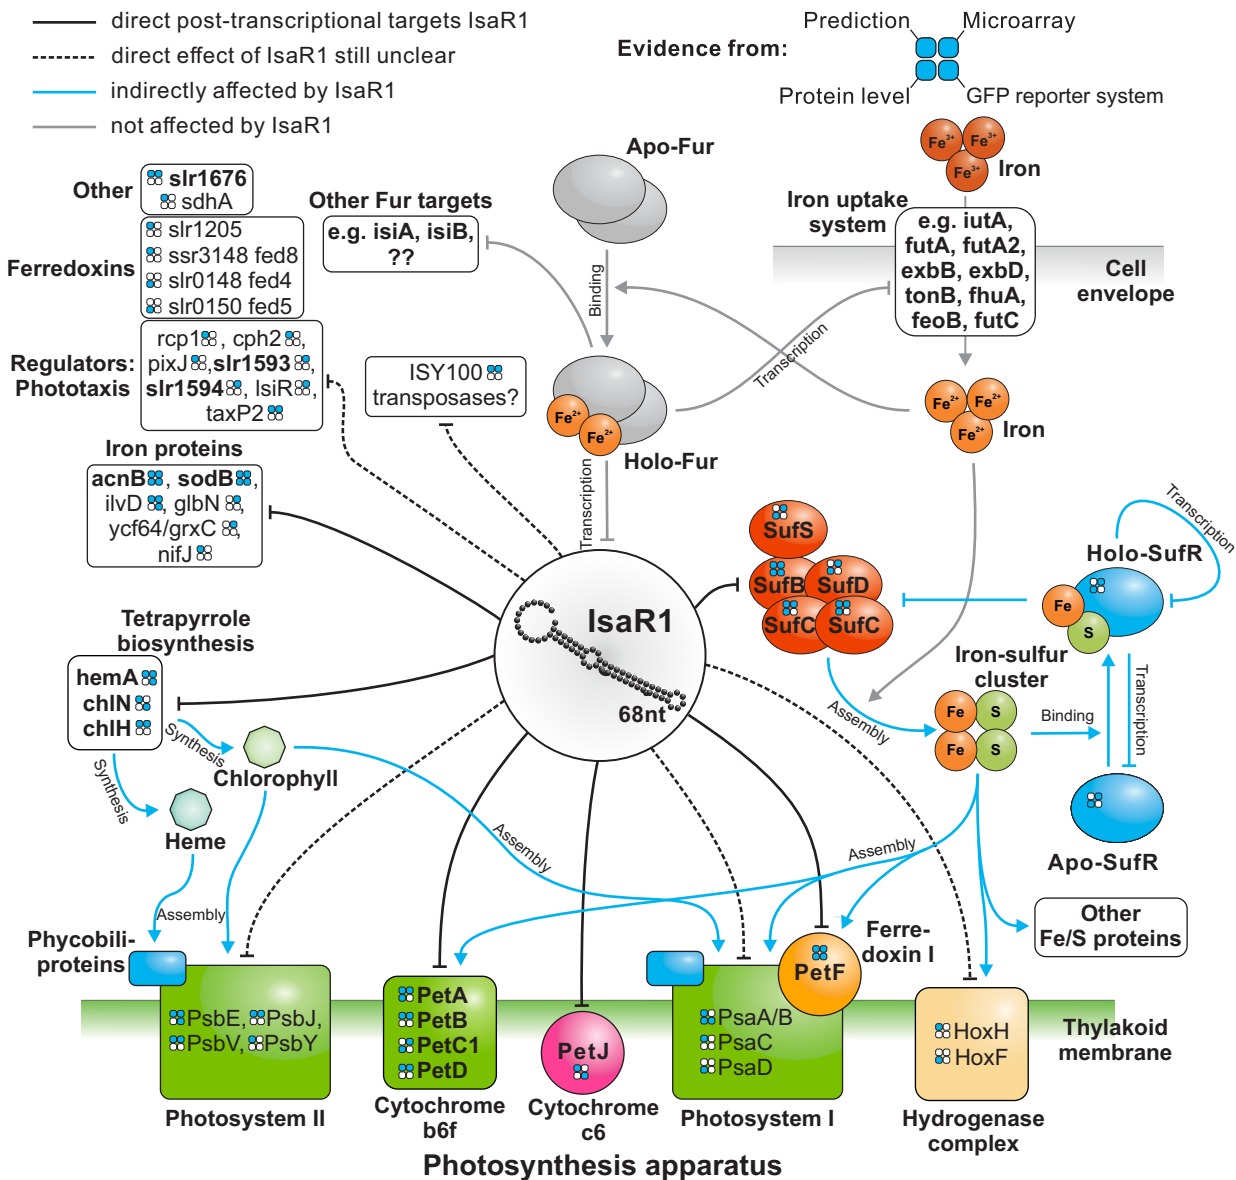 direct post-transcriptional targets IsaR1
direct effect of IsaR1 still unclear
indirectly affected by IsaR1
not affected by IsaR1
Evidence from:
Prediction
Microarray
Protein level
GFP reporter system
Fe3+
Fe3+
Fe3+
Iron
Iron uptake
system
e.g. iutA,
futA, futA2,
exbB, exbD,
tonB, fhuA,
feoB, futC
Cell
envelope
Apo-Fur
Binding
Other Fur targets
e.g. isiA, isiB,
??
Other
slr1676
sdhA
Ferredoxins
slr1205
ssr3148 fed8
slr0148 fed4
slr0150 fed5
Regulators:
Phototaxis
rcp1, cph2,
pixJ, slr1593,
slr1594, IsiR,
taxP2
ISY100
transposases?
Transcription
Fe2+
Fe2+
Holo-Fur
Transcription
Fe2+
Fe2+
Fe2+
Iron
Iron proteins
acnB, sodB,
ilvD, glbN,
ycf64/grxC,
nifJ
IsaR1
68nt
SufS
SufB
SufD
SufC
SufC
Transcription
Holo-SufR
Fe
S
Transcription
Iron-sulfur
cluster
Fe
S
Fe
S
Assembly
Binding
Apo-SufR
Tetrapyrrole
biosynthesis
hemA
chlN
chlH
Synthesis
Synthesis
Chlorophyll
Heme
Assembly
Assembly
Assembly
Phycobili-
proteins
Other
Fe/S proteins
Ferre-
doxin I
PetF
PsbE, PsbJ,
PsbV, PsbY
Photosystem II
PetA
PetB
PetC1
PetD
Cytochrome
b6f
PetJ
Cytochrome
c6
PsaA/B
PsaC
PsaD
Photosystem I
HoxH
HoxF
Hydrogenase
complex
Thylakoid
membrane
Photosynthesis apparatus